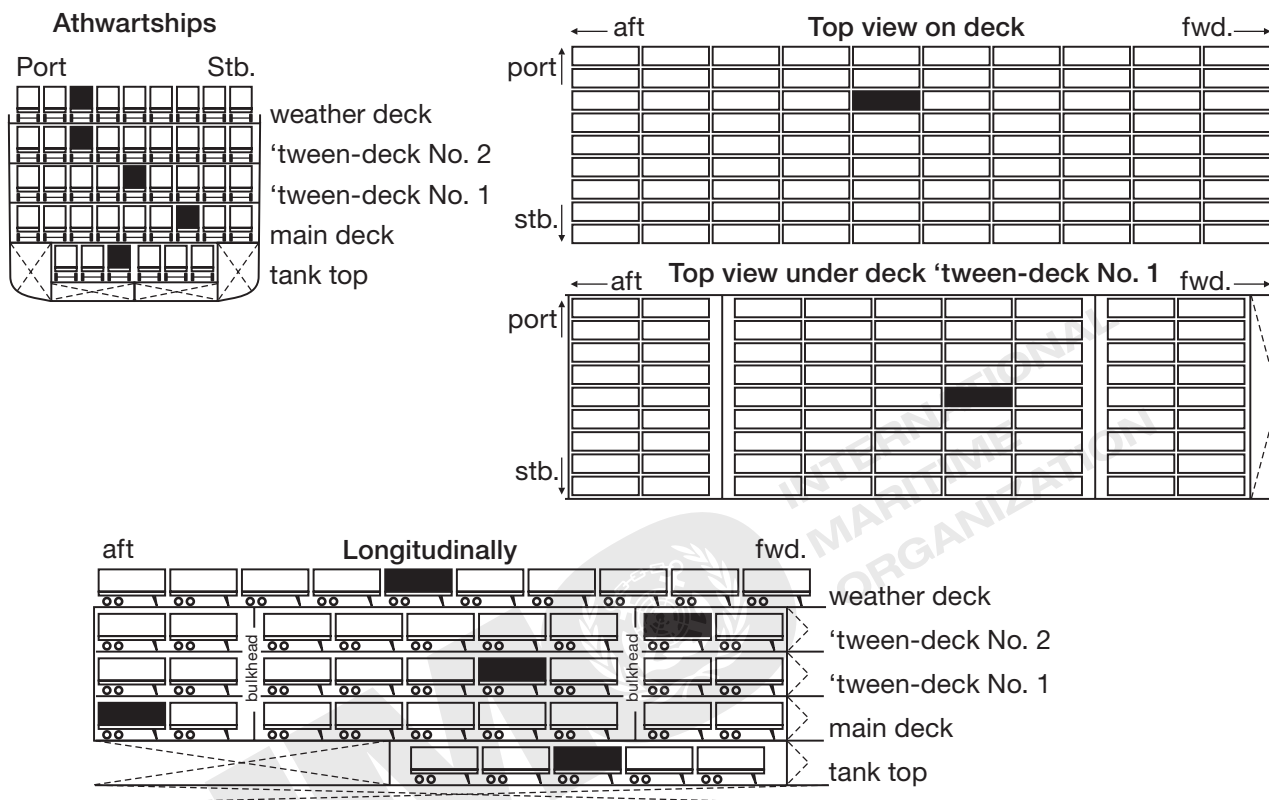 Athwartships
Port Stb.
weather deck
‘tween-deck No. 2
‘tween-deck No. 1
main deck
tank top
Top view on deck
aft fwd.
port
stb.
Top view under deck ‘tween-deck No. 1
aft fwd.
port
stb.
Longitudinally
aft fwd.
bulkhead
bulkhead
weather deck
‘tween-deck No. 2
‘tween-deck No. 1
main deck
tank top
INTERNATIONAL
MARITIME
ORGANIZATION
IMO